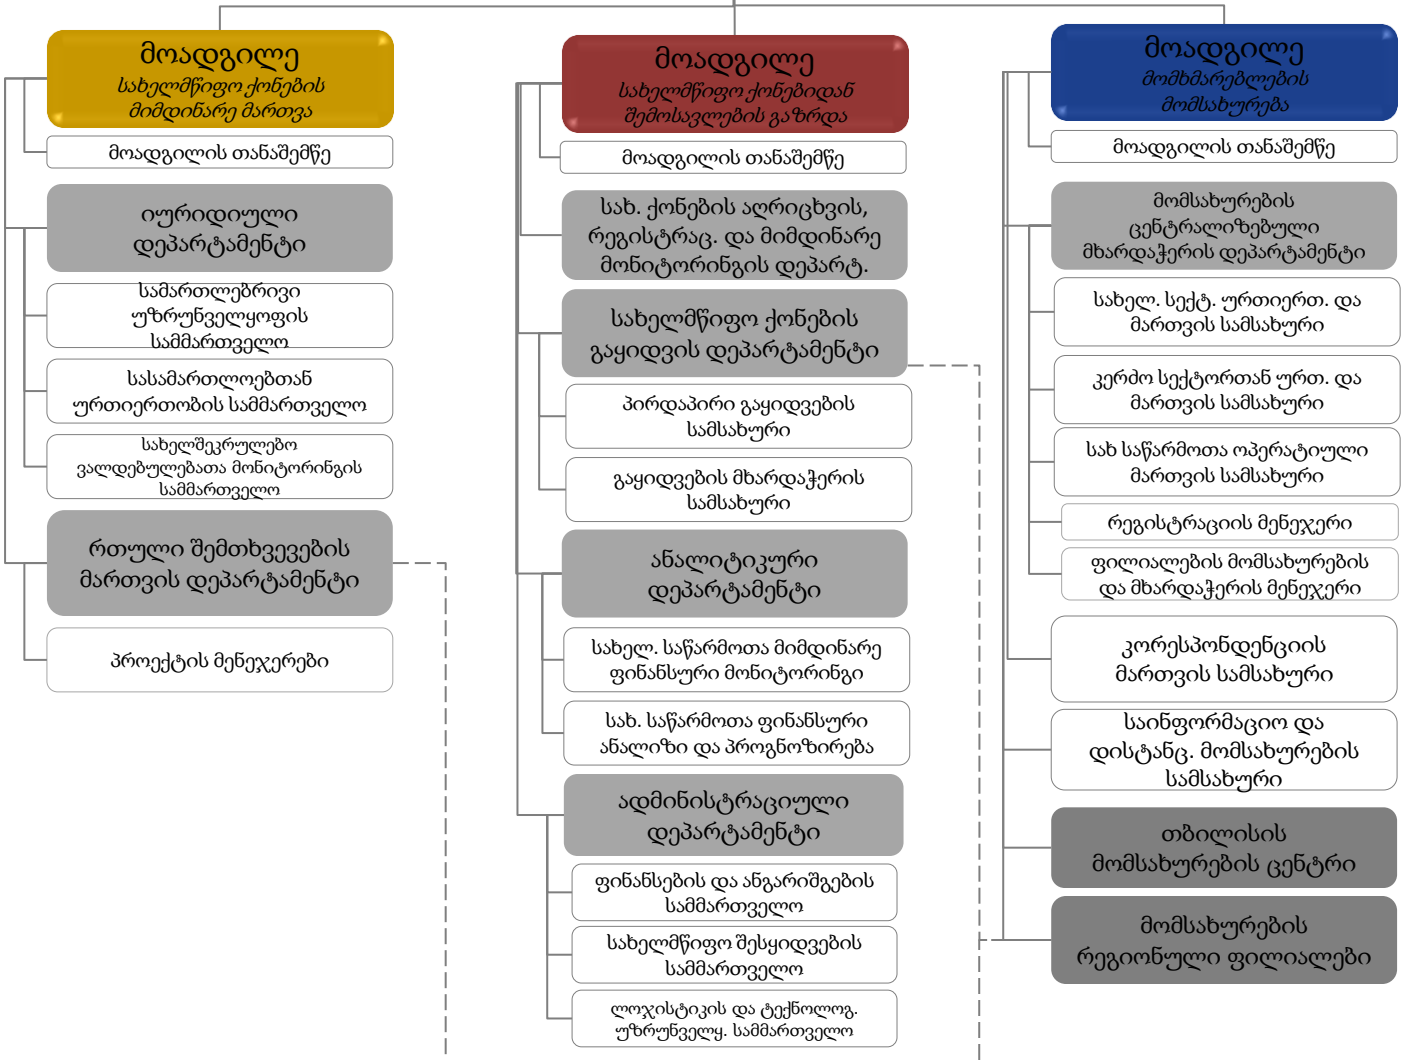 მოადგილე
სახელმწიფო ქონების
მიმდინარე მართვა
მოადგილის თანაშემწე
იურიდიული
დეპარტამენტი
სამართლებრივი
უზრუნველყოფის
სამმართველო
სასამართლოებთან
ურთიერთობის სამმართველო
სახელშეკრულებო
ვალდებულებათა მონიტორინგის
სამმართველო
რთული შემთხვევების
მართვის დეპარტამენტი
პროექტის მენეჯერები
მოადგილე
სახელმწიფო ქონებიდან
შემოსავლების გაზრდა
მოადგილის თანაშემწე
სახ. ქონების აღრიცხვის,
რეგისტრაც. და მიმდინარე
მონიტორინგის დეპარტ.
სახელმწიფო ქონების
გაყიდვის დეპარტამენტი
პირდაპირი გაყიდვების
სამსახური
გაყიდვების მხარდაჭერის
სამსახური
ანალიტიკური
დეპარტამენტი
სახელ. საწარმოთა მიმდინარე
ფინანსური მონიტორინგი
სახ. საწარმოთა ფინანსური
ანალიზი და პროგნოზირება
ადმინისტრაციული
დეპარტამენტი
ფინანსების და ანგარიშგების
სამმართველო
სახელმწიფო შესყიდვების
სამმართველო
ლოჯისტიკის და ტექნოლოგ.
უზრუნველყ. სამმართველო
მოადგილე
მომხმარებლების
მომსახურება
მოადგილის თანაშემწე
მომსახურების
ცენტრალიზებული
მხარდაჭერის დეპარტამენტი
სახელ. სექტ. ურთიერთ. და
მართვის სამსახური
კერძო სექტორთან ურთ. და
მართვის სამსახური
სახ საწარმოთა ოპერატიული
მართვის სამსახური
რეგისტრაციის მენეჯერი
ფილიალების მომსახურების
და მხარდაჭერის მენეჯერი
კორესპონდენციის
მართვის სამსახური
საინფორმაციო და
დისტანც. მომსახურების
სამსახური
თბილისის
მომსახურების ცენტრი
მომსახურების
რეგიონული ფილიალები